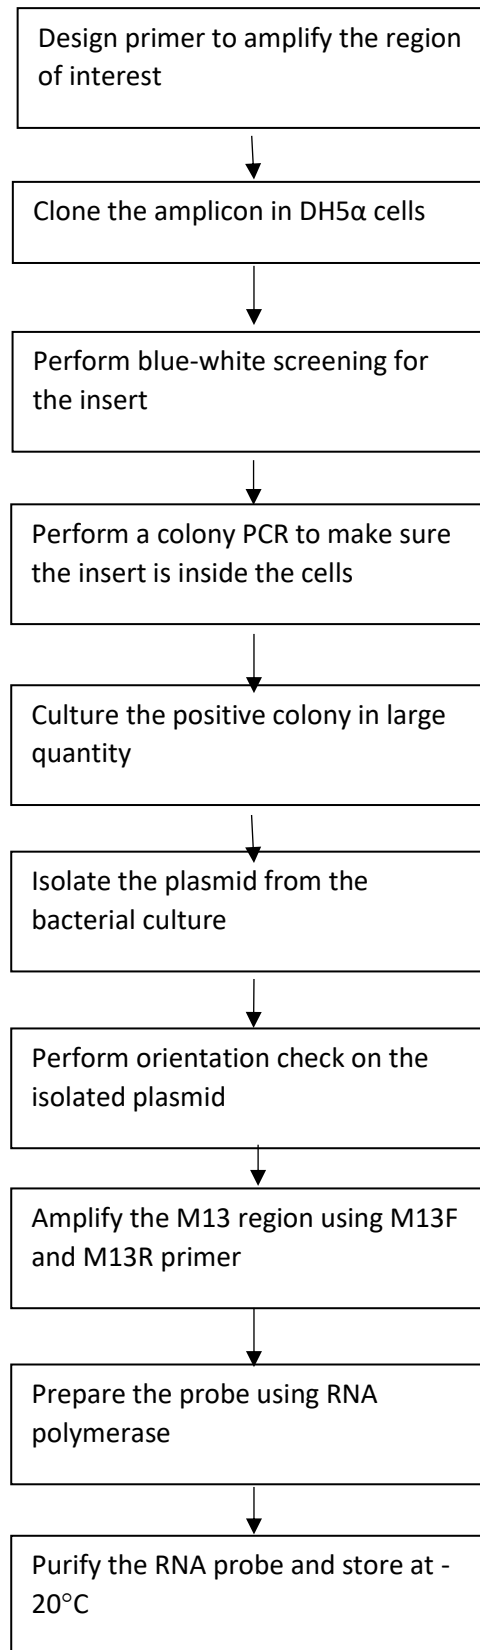 Design primer to amplify the region
of interest
Clone the amplicon in DH5α cells
Perform blue-white screening for
the insert
Perform a colony PCR to make sure
the insert is inside the cells
Culture the positive colony in large
quantity
Isolate the plasmid from the
bacterial culture
Perform orientation check on the
isolated plasmid
Amplify the M13 region using M13F
and M13R primer
Prepare the probe using RNA
polymerase
Purify the RNA probe and store at -
20°C